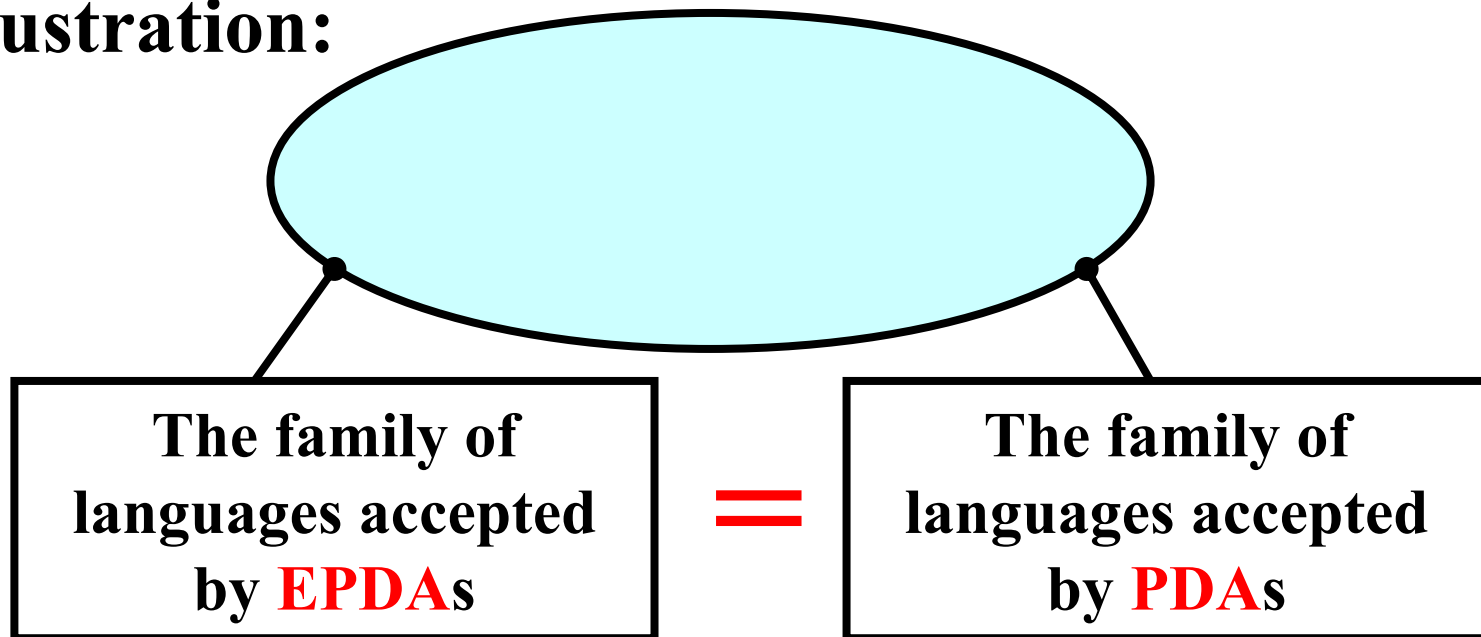 ustration:
The family of
languages accepted
by EPDAs
=
The family of
languages accepted
by PDAs